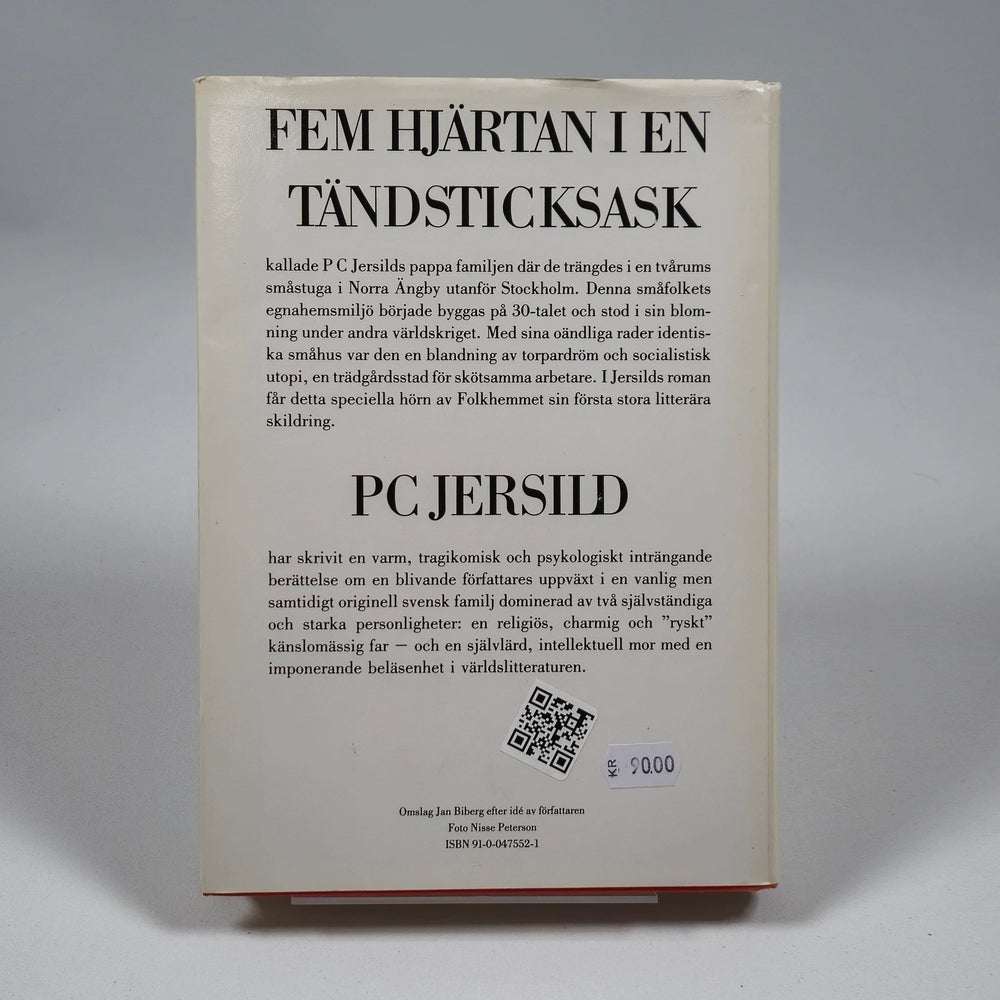 FEM HJÄRTAN I EN
TÄNDSTICKSASK
kallade P C Jersilds pappa familjen där de trängdes i en tvårums
småstuga i Norra Ängby utanför Stockholm. Denna småfolkets
egnahemsmiljö började byggas på 30-talet och stod i sin blom-
ning under andra världskriget. Med sina oändliga rader identis-
ka småhus var den en blandning av torpardröm och socialistisk
utopi, en trädgårdsstad för skötsamma arbetare. I Jersilds roman
får detta speciella hörn av Folkhemmet sin första stora litterära
skildring.
PC JERSILD
har skrivit en varm, tragikomisk och psykologiskt inträngande
berättelse om en blivande författares uppväxt i en vanlig men
samtidigt originell svensk familj dominerad av två självständiga
och starka personligheter: en religiös, charmig och ”ryskt”
känslomässig far — och en självlärd, intellektuell mor med en
imponerande beläsenhet i världslitteraturen.
KR 90.00
Omslag Jan Biberg efter idé av författaren
Foto Nisse Peterson
ISBN 91-0-047552-1